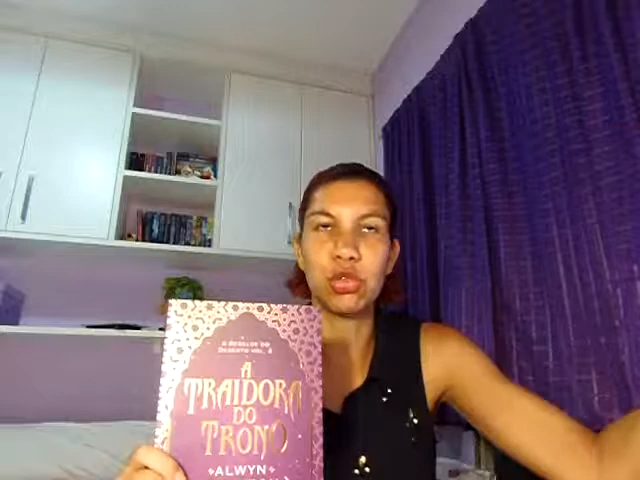 A REBELDE DO
DESERTO VOL. 2
A
TRAIDORA
DO
TRONO
ALWYN